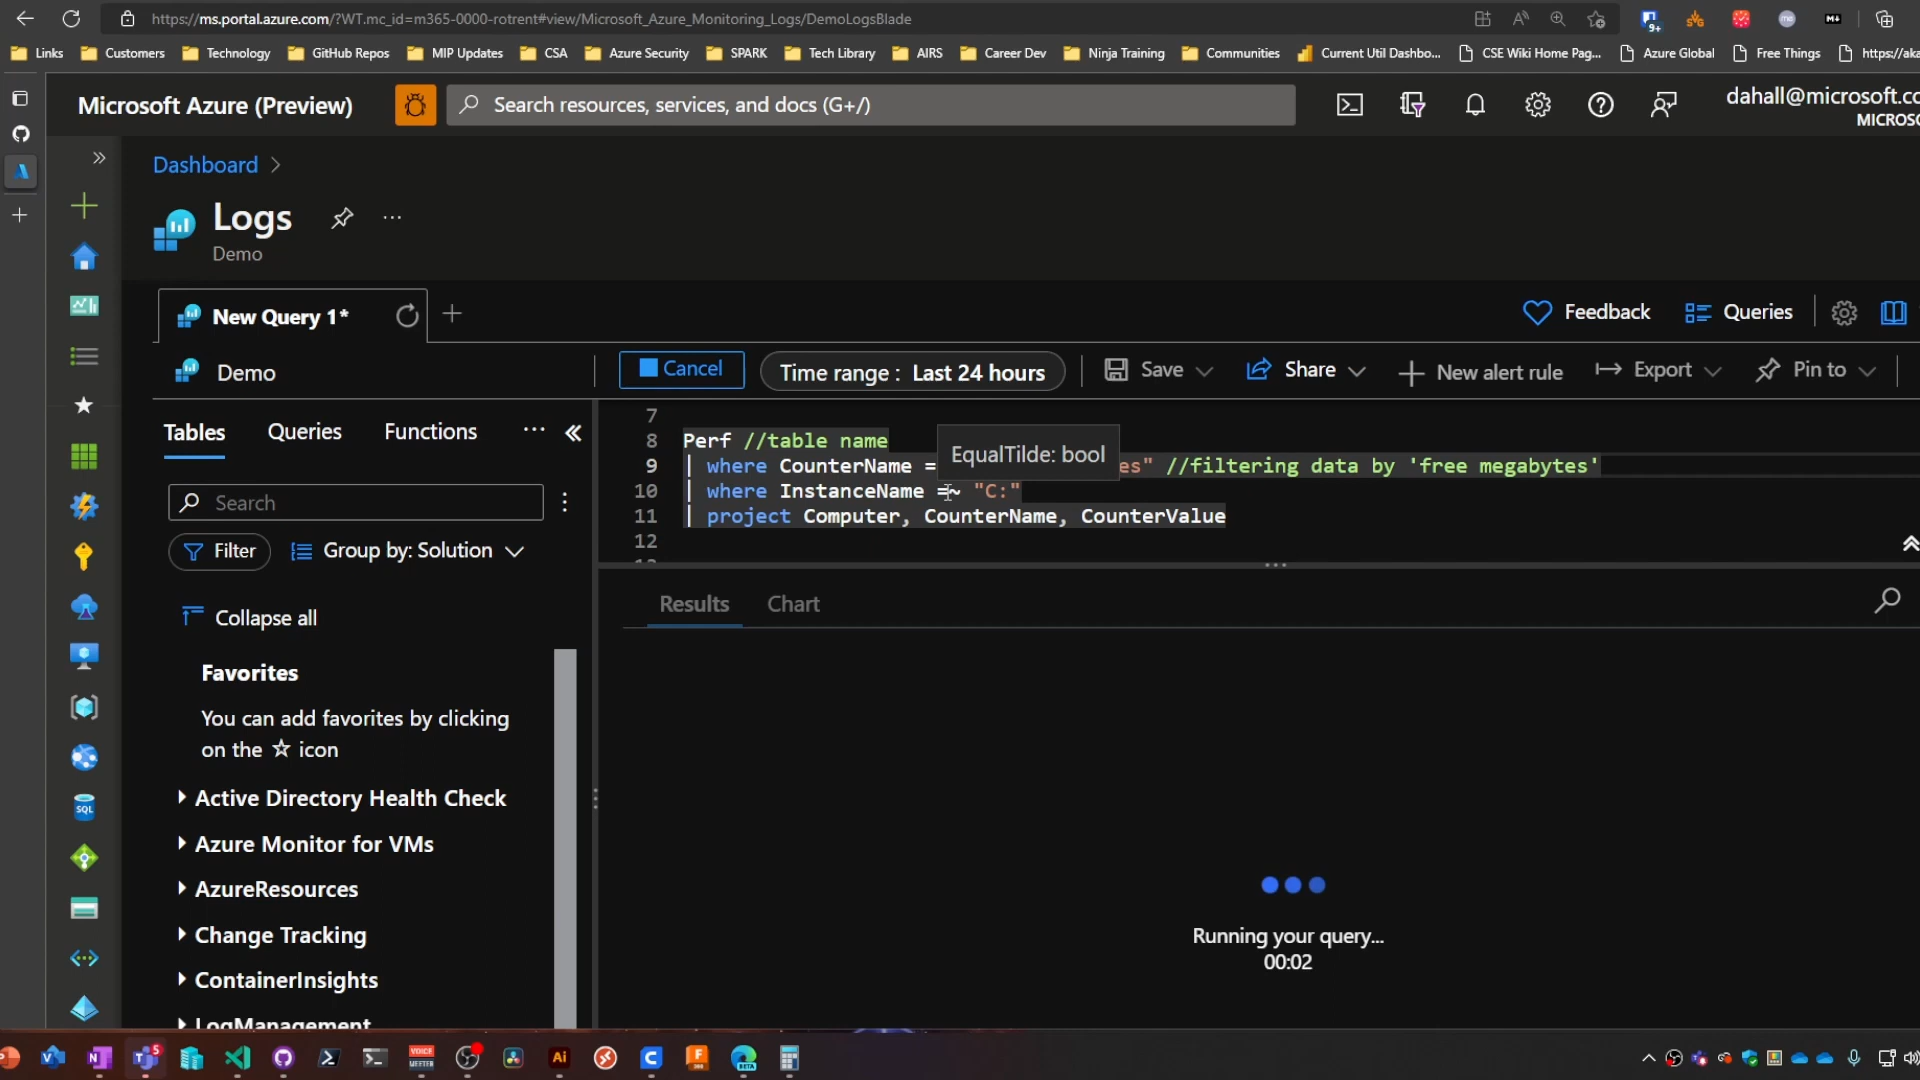 https://ms.portal.azure.com/?WT.mc_id=m365-0000-rotrent#view/Microsoft_Azure_Monitoring_Logs/DemoLogsBlade
Links Customers Technology GitHub Repos MIP Updates CSA Azure Security SPARK Tech Library AIRS Career Dev Ninja Training Communities Current Util Dashbo... CSE Wiki Home Pag... Azure Global Free Things https://aka
Microsoft Azure (Preview)
Search resources, services, and docs (G+/)
dahall@microsoft.co
MICROSO
Dashboard
Logs
Demo
New Query 1*
Feedback
Queries
Demo
Cancel
Time range : Last 24 hours
Save
Share
New alert rule
Export
Pin to
Tables
Queries
Functions
Search
Filter
Group by: Solution
Collapse all
Favorites
You can add favorites by clicking
on the ☆ icon
Active Directory Health Check
Azure Monitor for VMs
AzureResources
Change Tracking
ContainerInsights
LogManagement
7
8 Perf //table name
EqualTilde: bool
9 | where CounterName = es" //filtering data by 'free megabytes'
10 | where InstanceName =~ "C:"
11 | project Computer, CounterName, CounterValue
12
Results
Chart
Running your query...
00:02